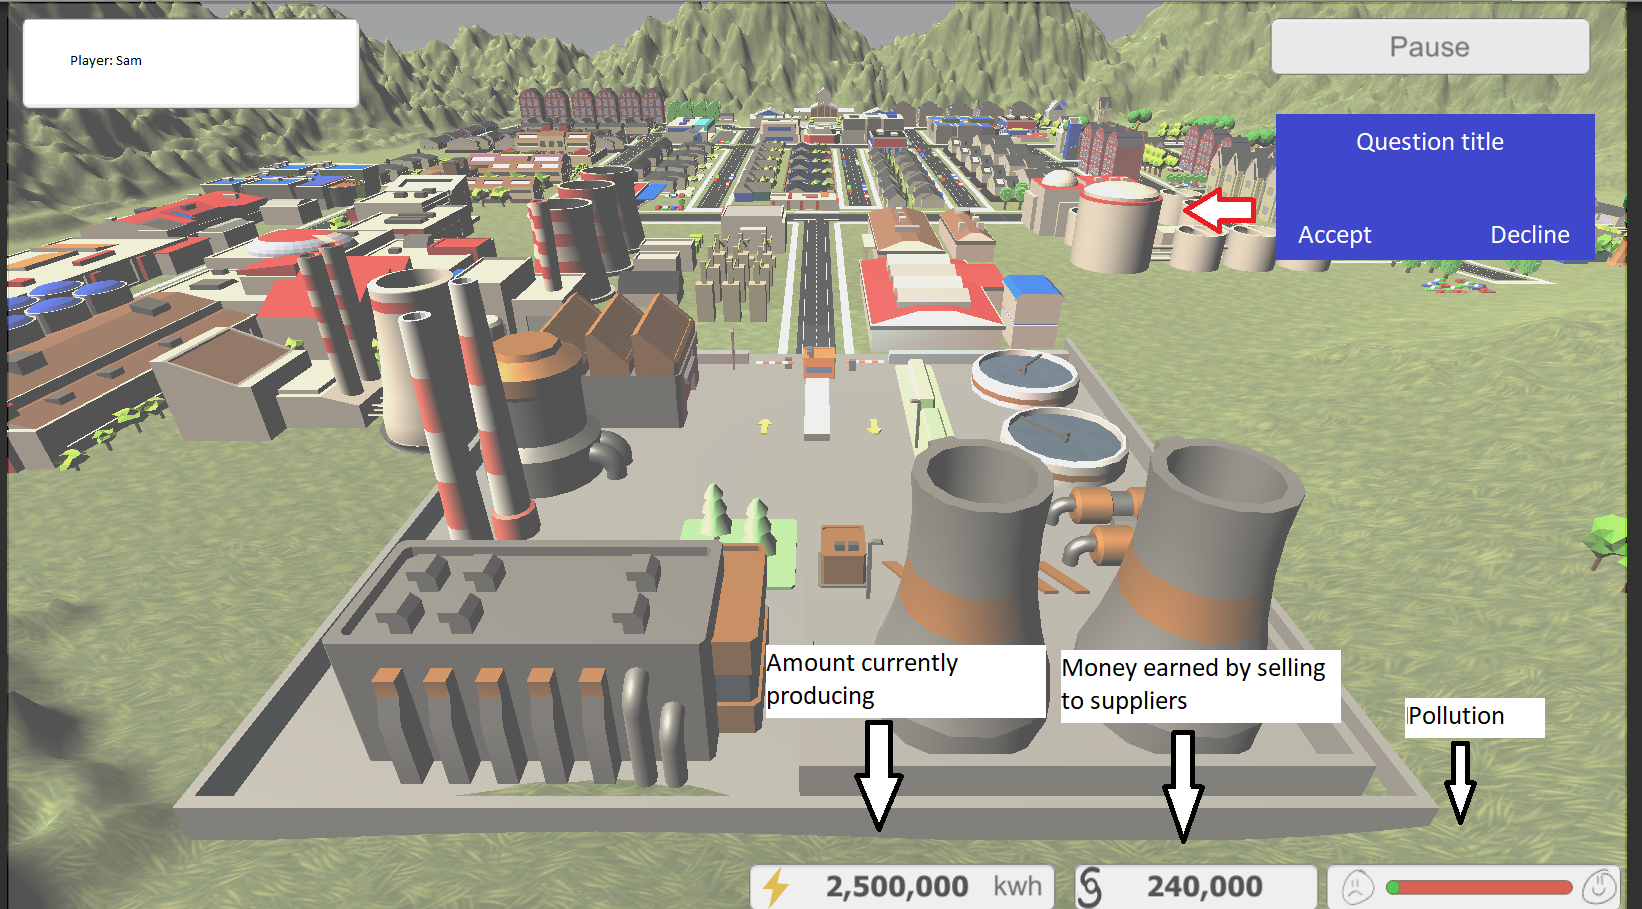 Player: Sam
Pause
Question title
Accept Decline
Amount currently
producing
Money earned by selling
to suppliers
Pollution
2,500,000 kwh
240,000